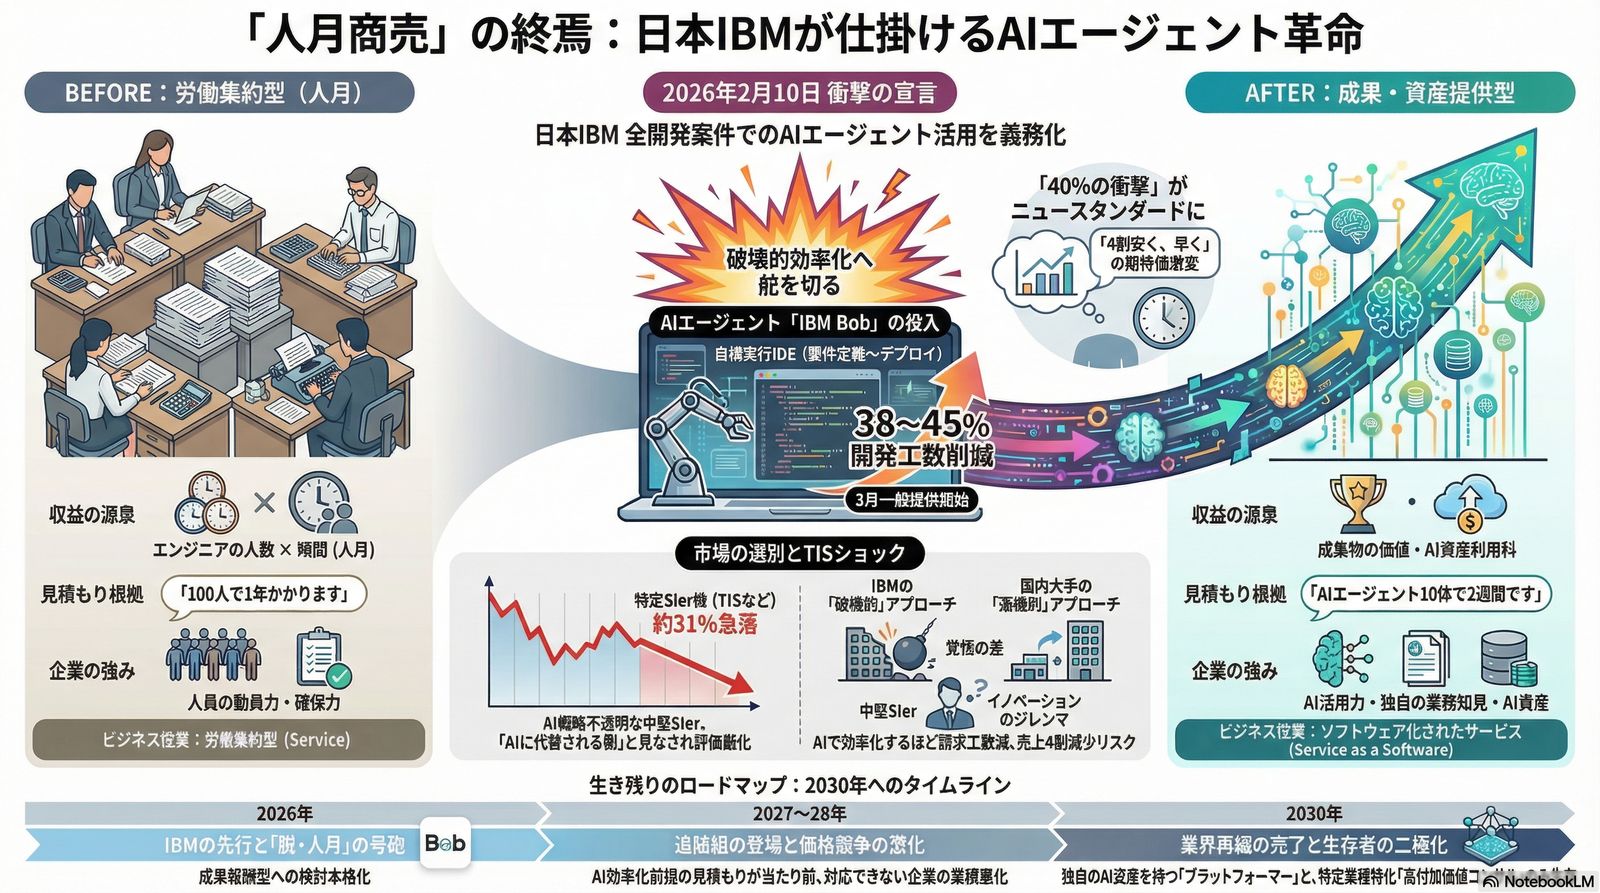 「人月商売」の終焉：日本IBMが仕掛けるAIエージェント革命
BEFORE：労働集約型（人月）
収益の源泉
エンジニアの人数 × 時間 (人月)
見積もり根拠
「100人で1年かかります」
企業の強み
人員の動員力・確保力
ビジネス役業：労働集約型 (Service)
2026年2月10日 衝撃の宣言
日本IBM 全開発案件でのAIエージェント活用を義務化
破壊的効率化へ
舵を切る
AIエージェント「IBM Bob」の投入
自構実行IDE（要件定義～デプロイ）
38～45%
開発工数削減
3月一般提供開始
「40%の衝撃」が
ニュースタンダードに
「4割安く、早く」
の期待値激変
市場の選別とTISショック
特定SIer機（TISなど）
約31%急落
AI戦略不透明な中堅SIer。
「AIに代替される側」と見なされ評価悪化
IBMの
「破機的」アプローチ
国内大手の
「漸機別」アプローチ
覚悟の差
中堅SIer
イノベーション
のジレンマ
AIで効率化するほど請求工数減、売上4割減少リスク
AFTER：成果・資産提供型
収益の源泉
成集物の価値・AI資産利用料
見積もり根拠
「AIエージェント10体で2週間です」
企業の強み
AI活用力・独自の業務知見・AI資産
ビジネス役業：ソフトウェア化されたサービス
(Service as a Software)
生き残りのロードマップ：2030年へのタイムライン
2026年
IBMの先行と「脱・人月」の号砲
Bob
成果報酬型への検討本格化
2027～28年
追随組の登場と価格競争の激化
AI効率化前提の見積もりが当たり前、対応できない企業の業績悪化
2030年
業界再編の完了と生存者の二極化
独自のAI資産を持つ「プラットフォーマー」と、特定業種特化「高付加価値コ
NotebookLM